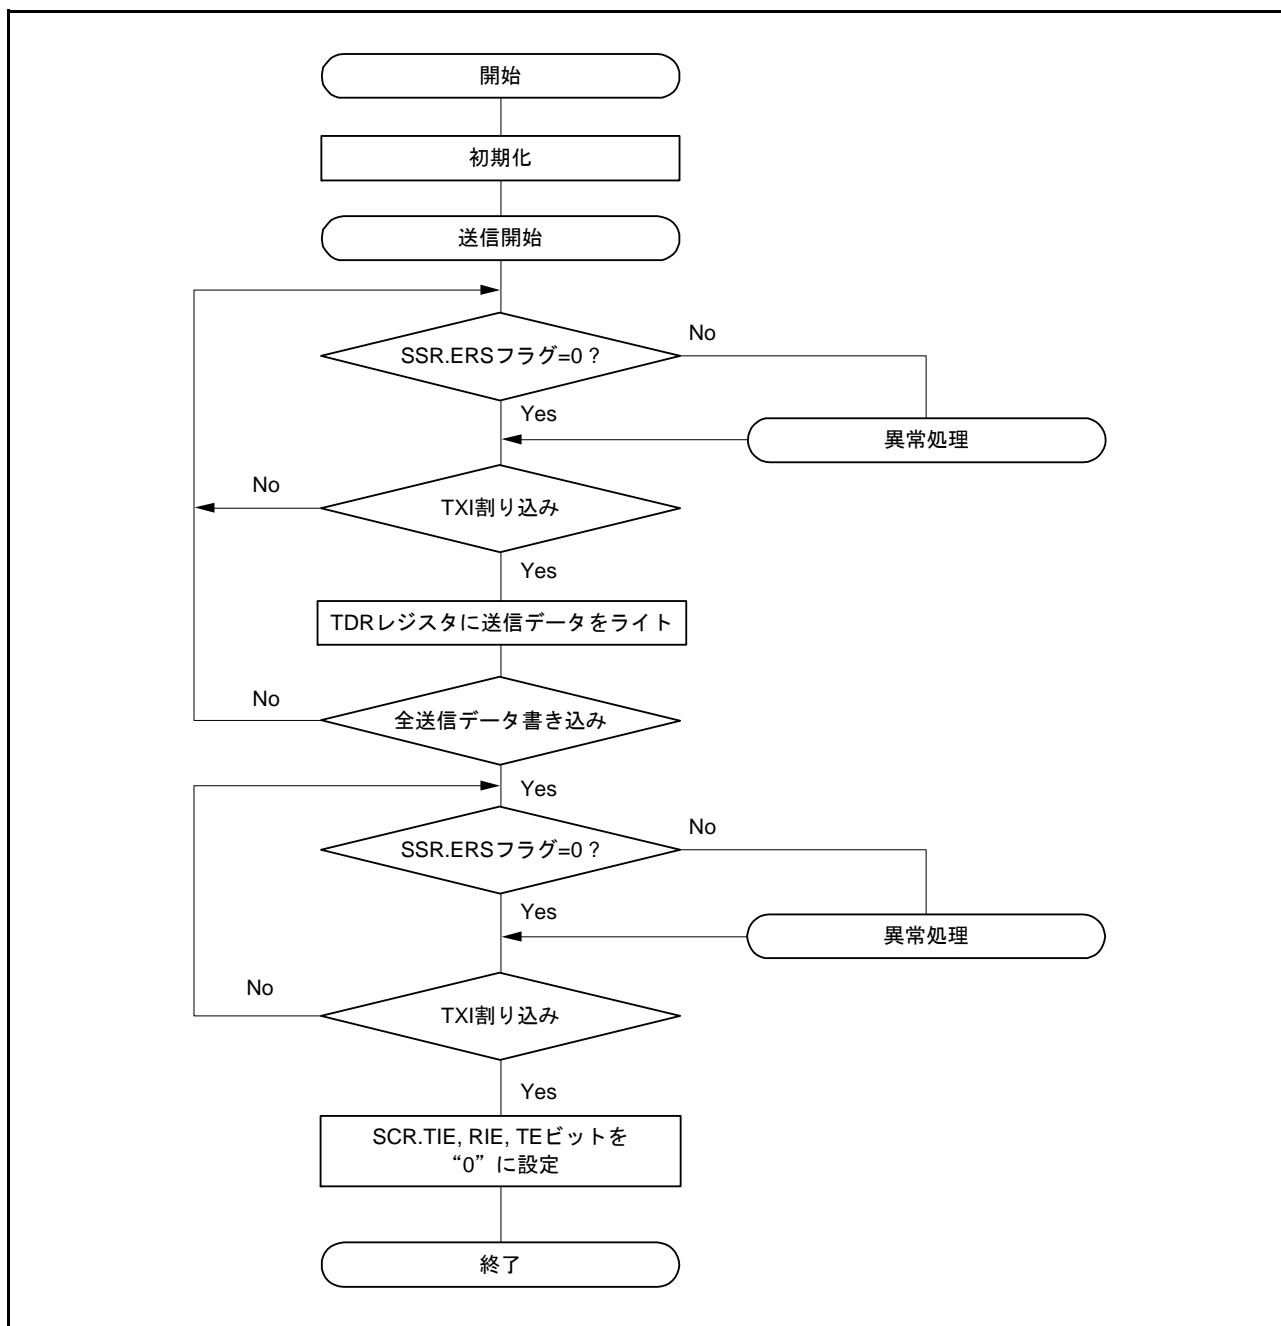 開始
初期化
送信開始
SSR.ERSフラグ=0 ?
No
Yes
異常処理
No
TXI割り込み
Yes
TDRレジスタに送信データをライト
No
全送信データ書き込み
Yes
SSR.ERSフラグ=0 ?
No
Yes
異常処理
No
TXI割り込み
Yes
SCR.TIE, RIE, TEビットを
“0”に設定
終了